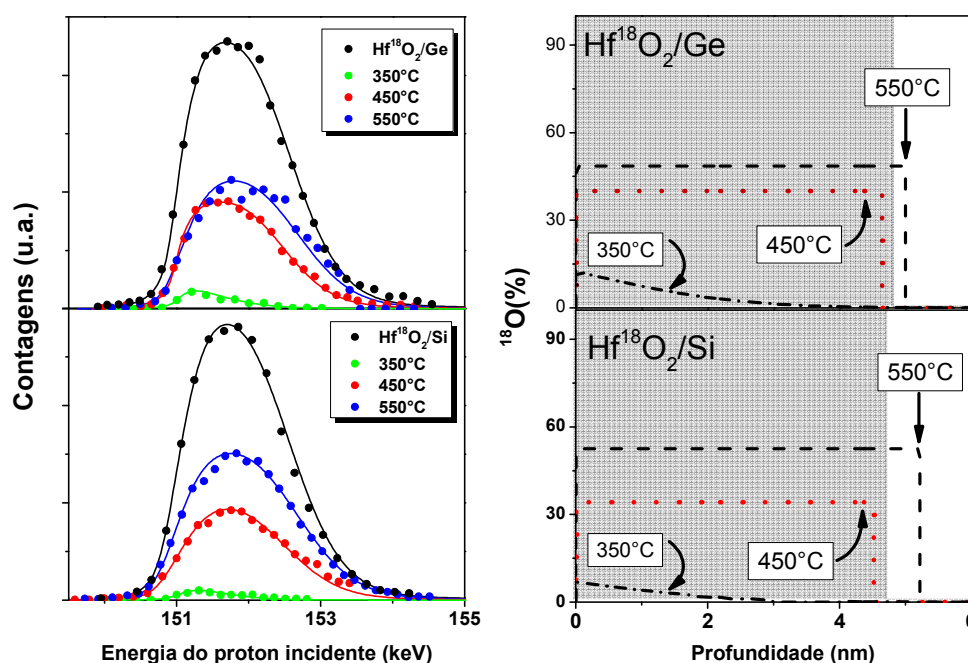 Contagens (u.a.)
Hf¹⁸O₂/Ge
350°C
450°C
550°C
Hf¹⁸O₂/Si
350°C
450°C
550°C
151
153
155
Energia do proton incidente (keV)
¹⁸O(%)
90
60
30
0
Hf¹⁸O₂/Ge
550°C
450°C
350°C
90
60
30
0
Hf¹⁸O₂/Si
550°C
450°C
350°C
0
2
4
6
Profundidade (nm)